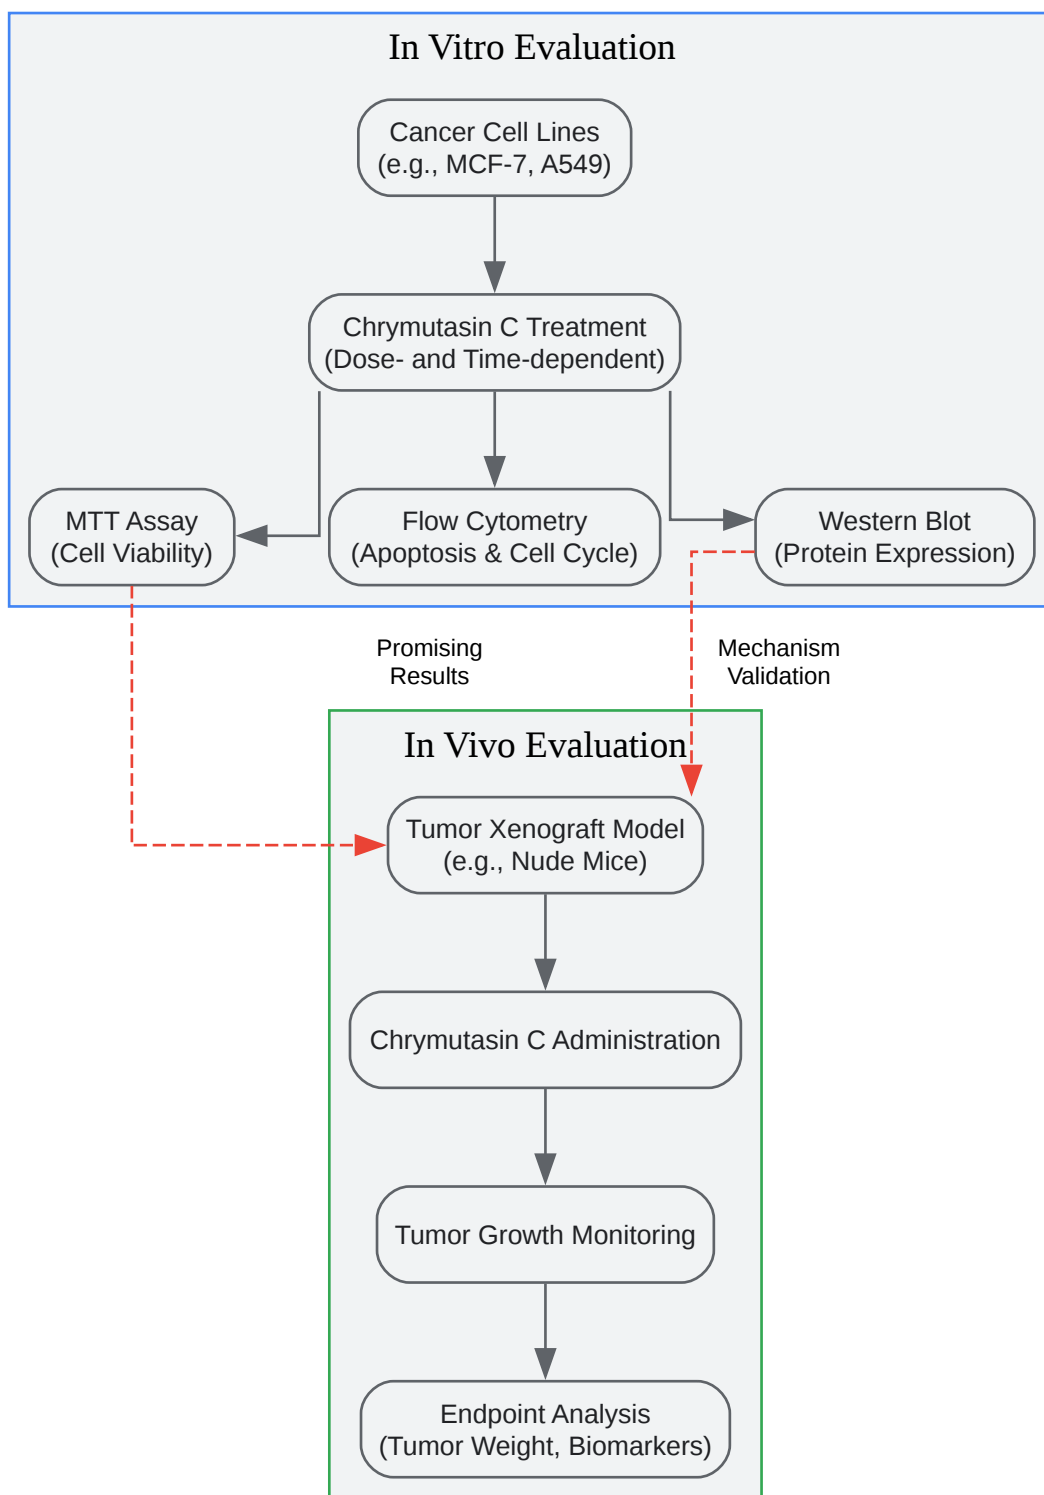 In Vitro Evaluation
Cancer Cell Lines
(e.g., MCF-7, A549)
Chrymutasin C Treatment
(Dose- and Time-dependent)
MTT Assay
(Cell Viability)
Flow Cytometry
(Apoptosis & Cell Cycle)
Western Blot
(Protein Expression)
Promising
Results
Mechanism
Validation
In Vivo Evaluation
Tumor Xenograft Model
(e.g., Nude Mice)
Chrymutasin C Administration
Tumor Growth Monitoring
Endpoint Analysis
(Tumor Weight, Biomarkers)